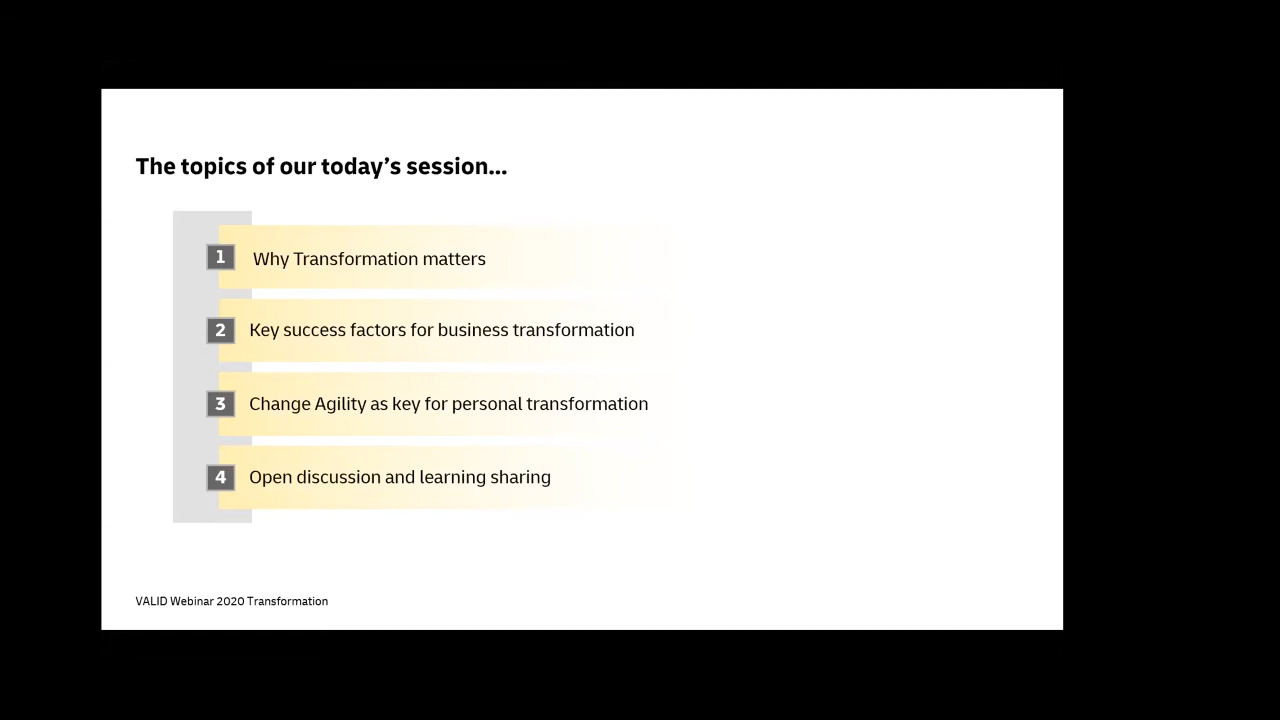 The topics of our today’s session...
1 Why Transformation matters
2 Key success factors for business transformation
3 Change Agility as key for personal transformation
4 Open discussion and learning sharing
VALID Webinar 2020 Transformation